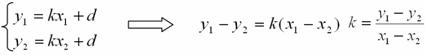 y₁ = kx₁ + d
y₂ = kx₂ + d
y₁ − y₂ = k(x₁ − x₂) k = (y₁ − y₂)/(x₁ − x₂)